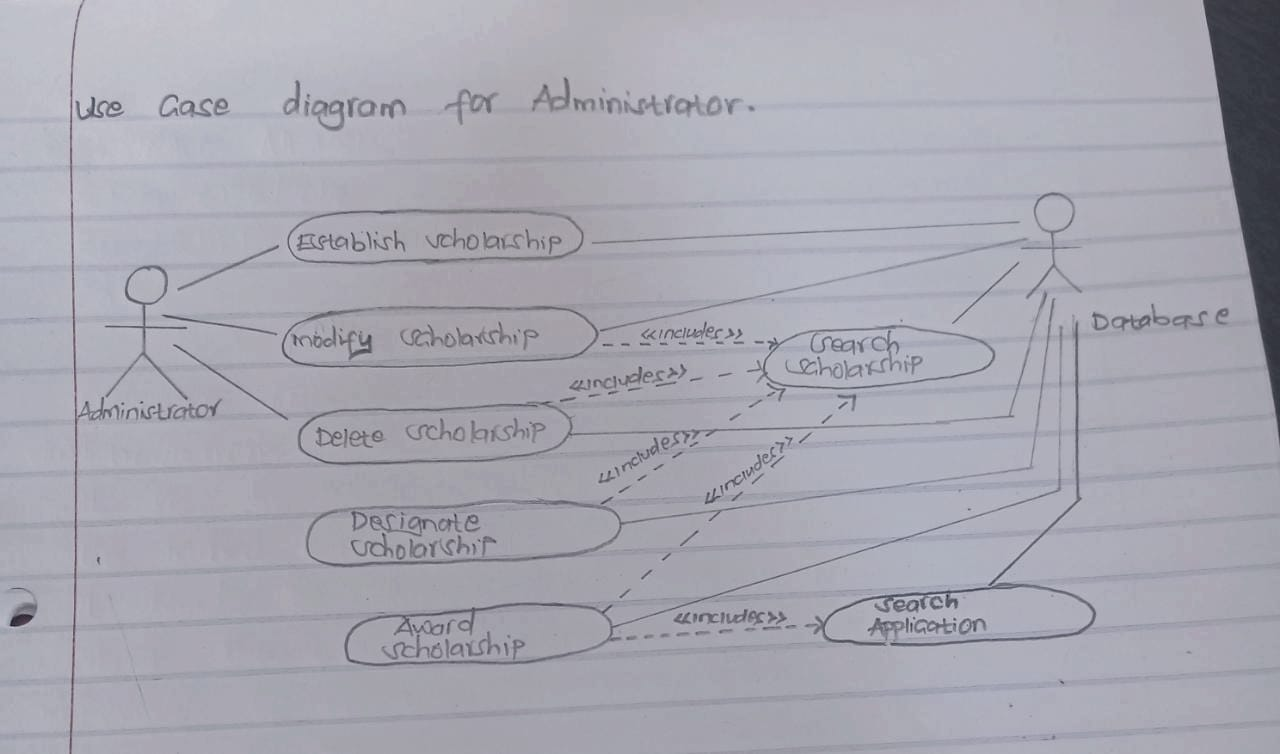 Use Case diagram for Administrator.
Establish scholarship
modify scholarship
<<includes>>
Search
scholarship
Database
<<includes>>
Administrator
Delete scholarship
<<includes>>
<<includes>>
Designate
scholarship
Award
scholarship
<<includes>>
Search
Application